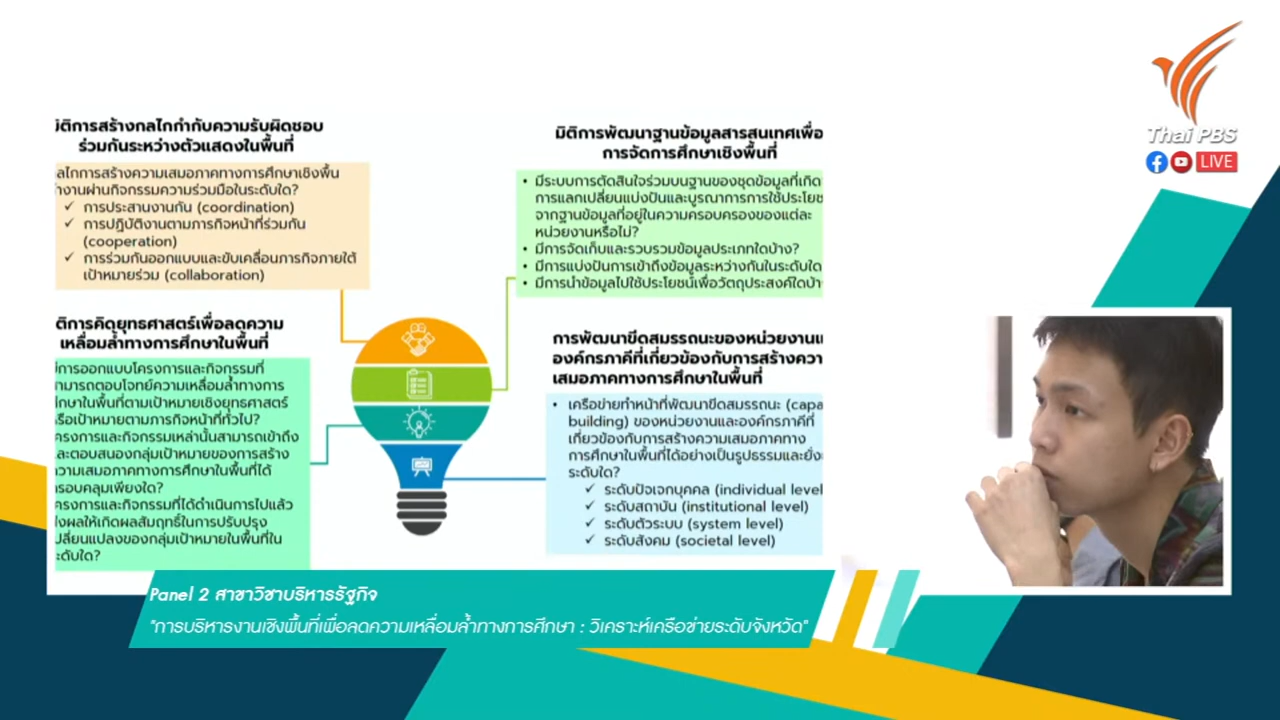 มิติการสร้างกลไกกำกับความรับผิดชอบ
ร่วมกันระหว่างตัวแสดงในพื้นที่
ลไกการสร้างความเสมอภาคทางการศึกษาเชิงพื้น
ำงานผ่านกิจกรรมความร่วมมือในระดับใด?
✓ การประสานงานกัน (coordination)
✓ การปฏิบัติงานตามภารกิจหน้าที่ร่วมกัน
(cooperation)
✓ การร่วมกันออกแบบและขับเคลื่อนภารกิจภายใต้
เป้าหมายร่วม (collaboration)
ติการคิดยุทธศาสตร์เพื่อลดความ
เหลื่อมล้ำทางการศึกษาในพื้นที่
มีการออกแบบโครงการและกิจกรรมที่
ามารถตอบโจทย์ความเหลื่อมล้ำทางการ
ศึกษาในพื้นที่ตามเป้าหมายเชิงยุทธศาสตร์
รือเป้าหมายตามภารกิจหน้าที่ทั่วไป?
ครงการและกิจกรรมเหล่านั้นสามารถเข้าถึง
ละตอบสนองกลุ่มเป้าหมายของการสร้าง
วามเสมอภาคทางการศึกษาในพื้นที่ได้
รอบคลุมเพียงใด?
ครงการและกิจกรรมที่ได้ดำเนินการไปแล้ว
่งผลให้เกิดผลสัมฤทธิ์ในการปรับปรุง
ปลี่ยนแปลงของกลุ่มเป้าหมายในพื้นที่ใน
ะดับใด?
มิติการพัฒนาฐานข้อมูลสารสนเทศเพื่อ
การจัดการศึกษาเชิงพื้นที่
• มีระบบการตัดสินใจร่วมบนฐานของชุดข้อมูลที่เกิด
การแลกเปลี่ยนแบ่งปันและบูรณาการการใช้ประโยช
จากฐานข้อมูลที่อยู่ในความครอบครองของแต่ละ
หน่วยงานหรือไม่?
• มีการจัดเก็บและรวบรวมข้อมูลประเภทใดบ้าง?
• มีการแบ่งปันการเข้าถึงข้อมูลระหว่างกันในระดับใด
• มีการนำข้อมูลไปใช้ประโยชน์เพื่อวัตถุประสงค์ใดบ้า
การพัฒนาขีดสมรรถนะของหน่วยงานแ
องค์กรภาคีที่เกี่ยวข้องกับการสร้างควา
เสมอภาคทางการศึกษาในพื้นที่
• เครือข่ายทำหน้าที่พัฒนาขีดสมรรถนะ (capa
building) ของหน่วยงานและองค์กรภาคีที่
เกี่ยวข้องกับการสร้างความเสมอภาคทาง
การศึกษาในพื้นที่ได้อย่างเป็นรูปธรรมและยั่ง
ระดับใด?
✓ ระดับปัจเจกบุคคล (individual level
✓ ระดับสถาบัน (institutional level)
✓ ระดับตัวระบบ (system level)
✓ ระดับสังคม (societal level)
Thai PBS
LIVE
Panel 2 สาขาวิชาบริหารรัฐกิจ
"การบริหารงานเชิงพื้นที่เพื่อลดความเหลื่อมล้ำทางการศึกษา : วิเคราะห์เครือข่ายระดับจังหวัด"